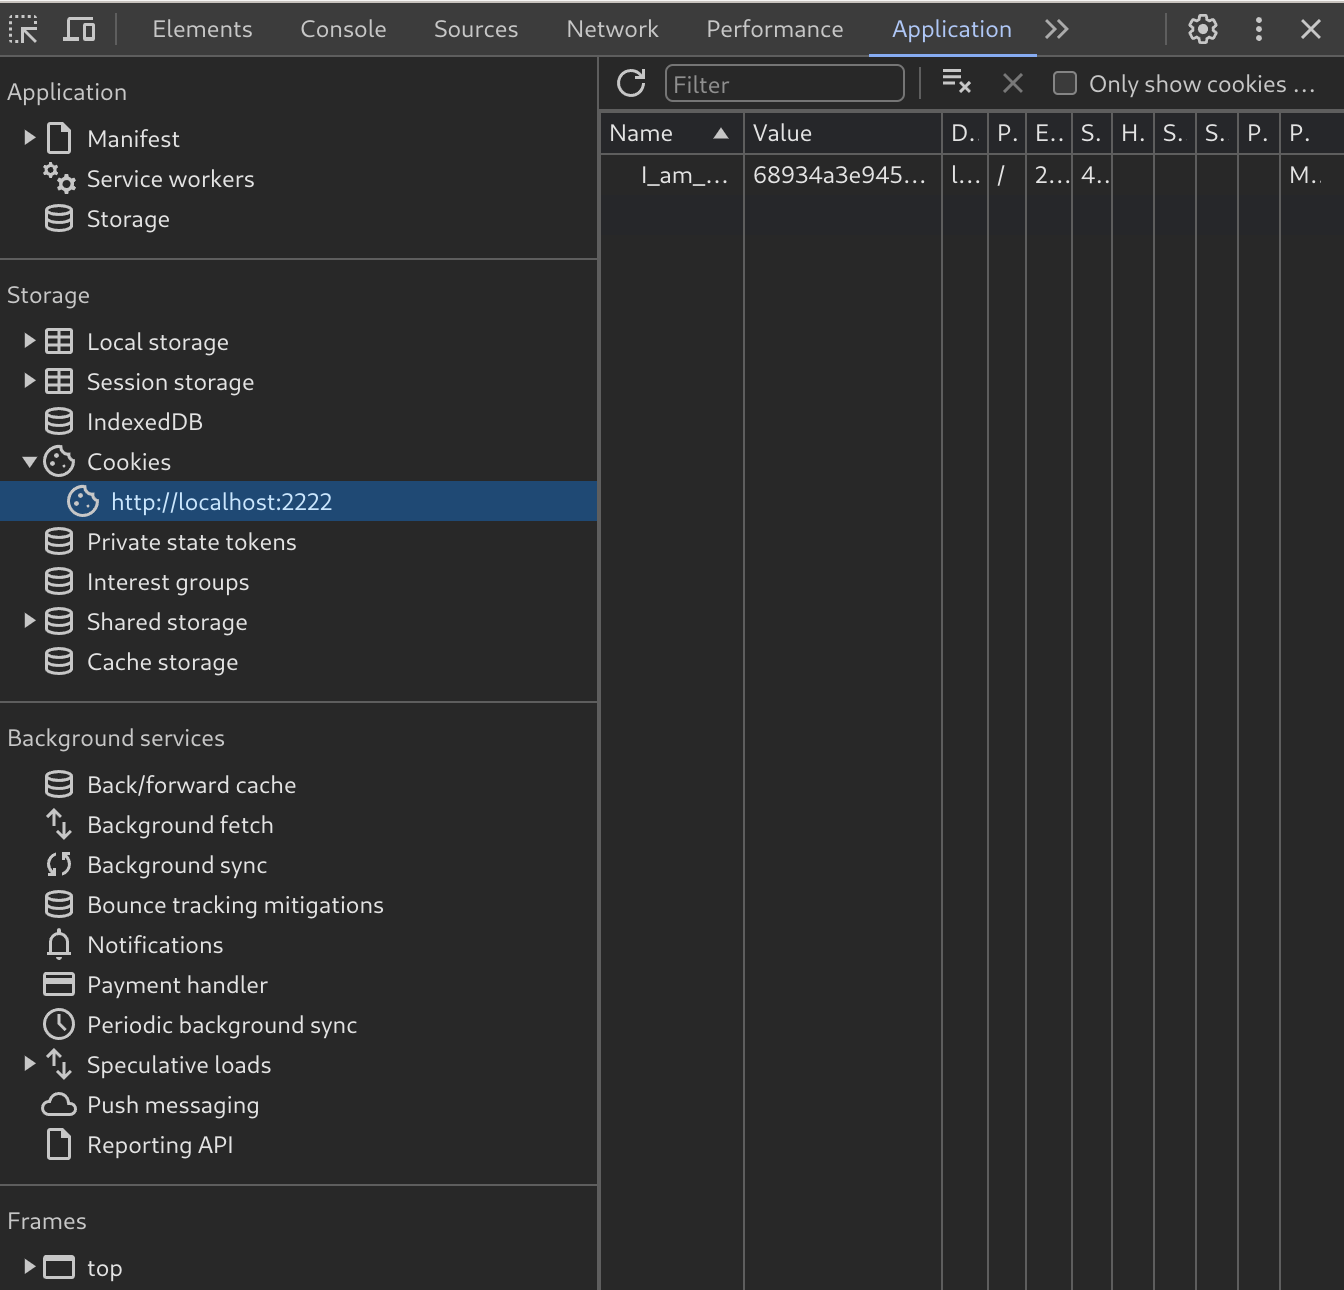 Elements Console Sources Network Performance Application
Filter Only show cookies ...
Application
Manifest
Service workers
Storage
Storage
Local storage
Session storage
IndexedDB
Cookies
http://localhost:2222
Private state tokens
Interest groups
Shared storage
Cache storage
Background services
Back/forward cache
Background fetch
Background sync
Bounce tracking mitigations
Notifications
Payment handler
Periodic background sync
Speculative loads
Push messaging
Reporting API
Frames
top
Name Value D.. P. E.. S. H. S. S. P. P.
I_am_... 68934a3e945... l... / 2... 4.. M..